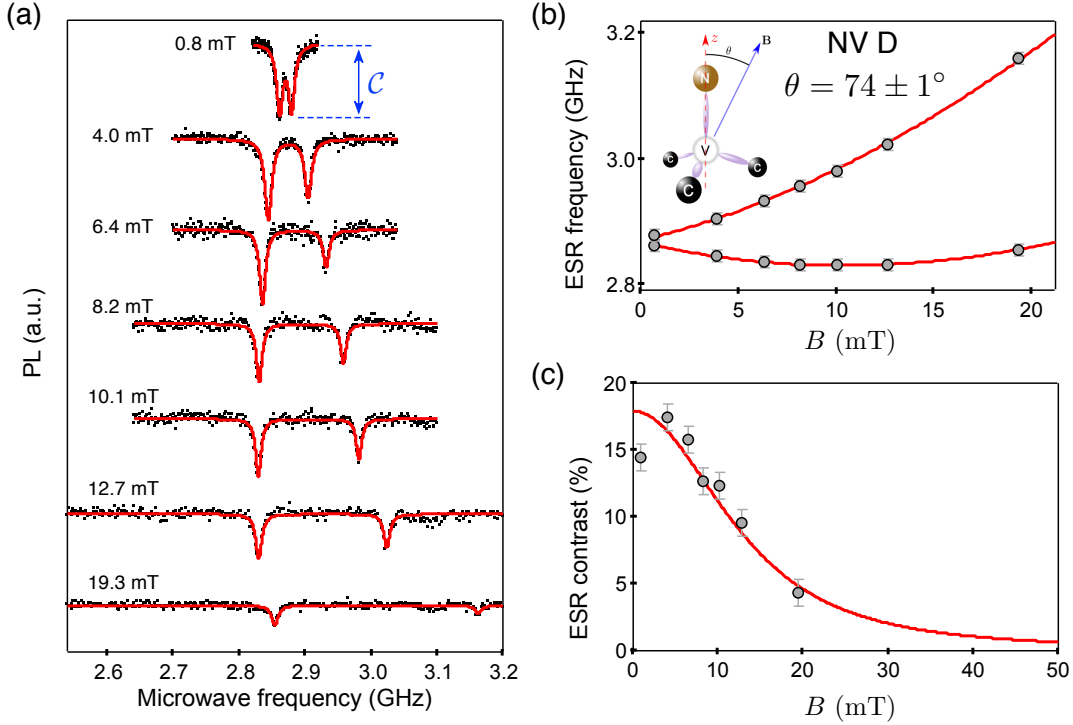 (a)
0.8 mT
C
4.0 mT
6.4 mT
8.2 mT
10.1 mT
12.7 mT
19.3 mT
PL (a.u.)
2.6 2.7 2.8 2.9 3.0 3.1 3.2
Microwave frequency (GHz)
(b)
NV D
θ = 74 ± 1°
z
θ
B
N
V
c
c
C
3.2
3.0
2.8
ESR frequency (GHz)
0 5 10 15 20
B (mT)
(c)
20
15
10
5
0
ESR contrast (%)
0 10 20 30 40 50
B (mT)